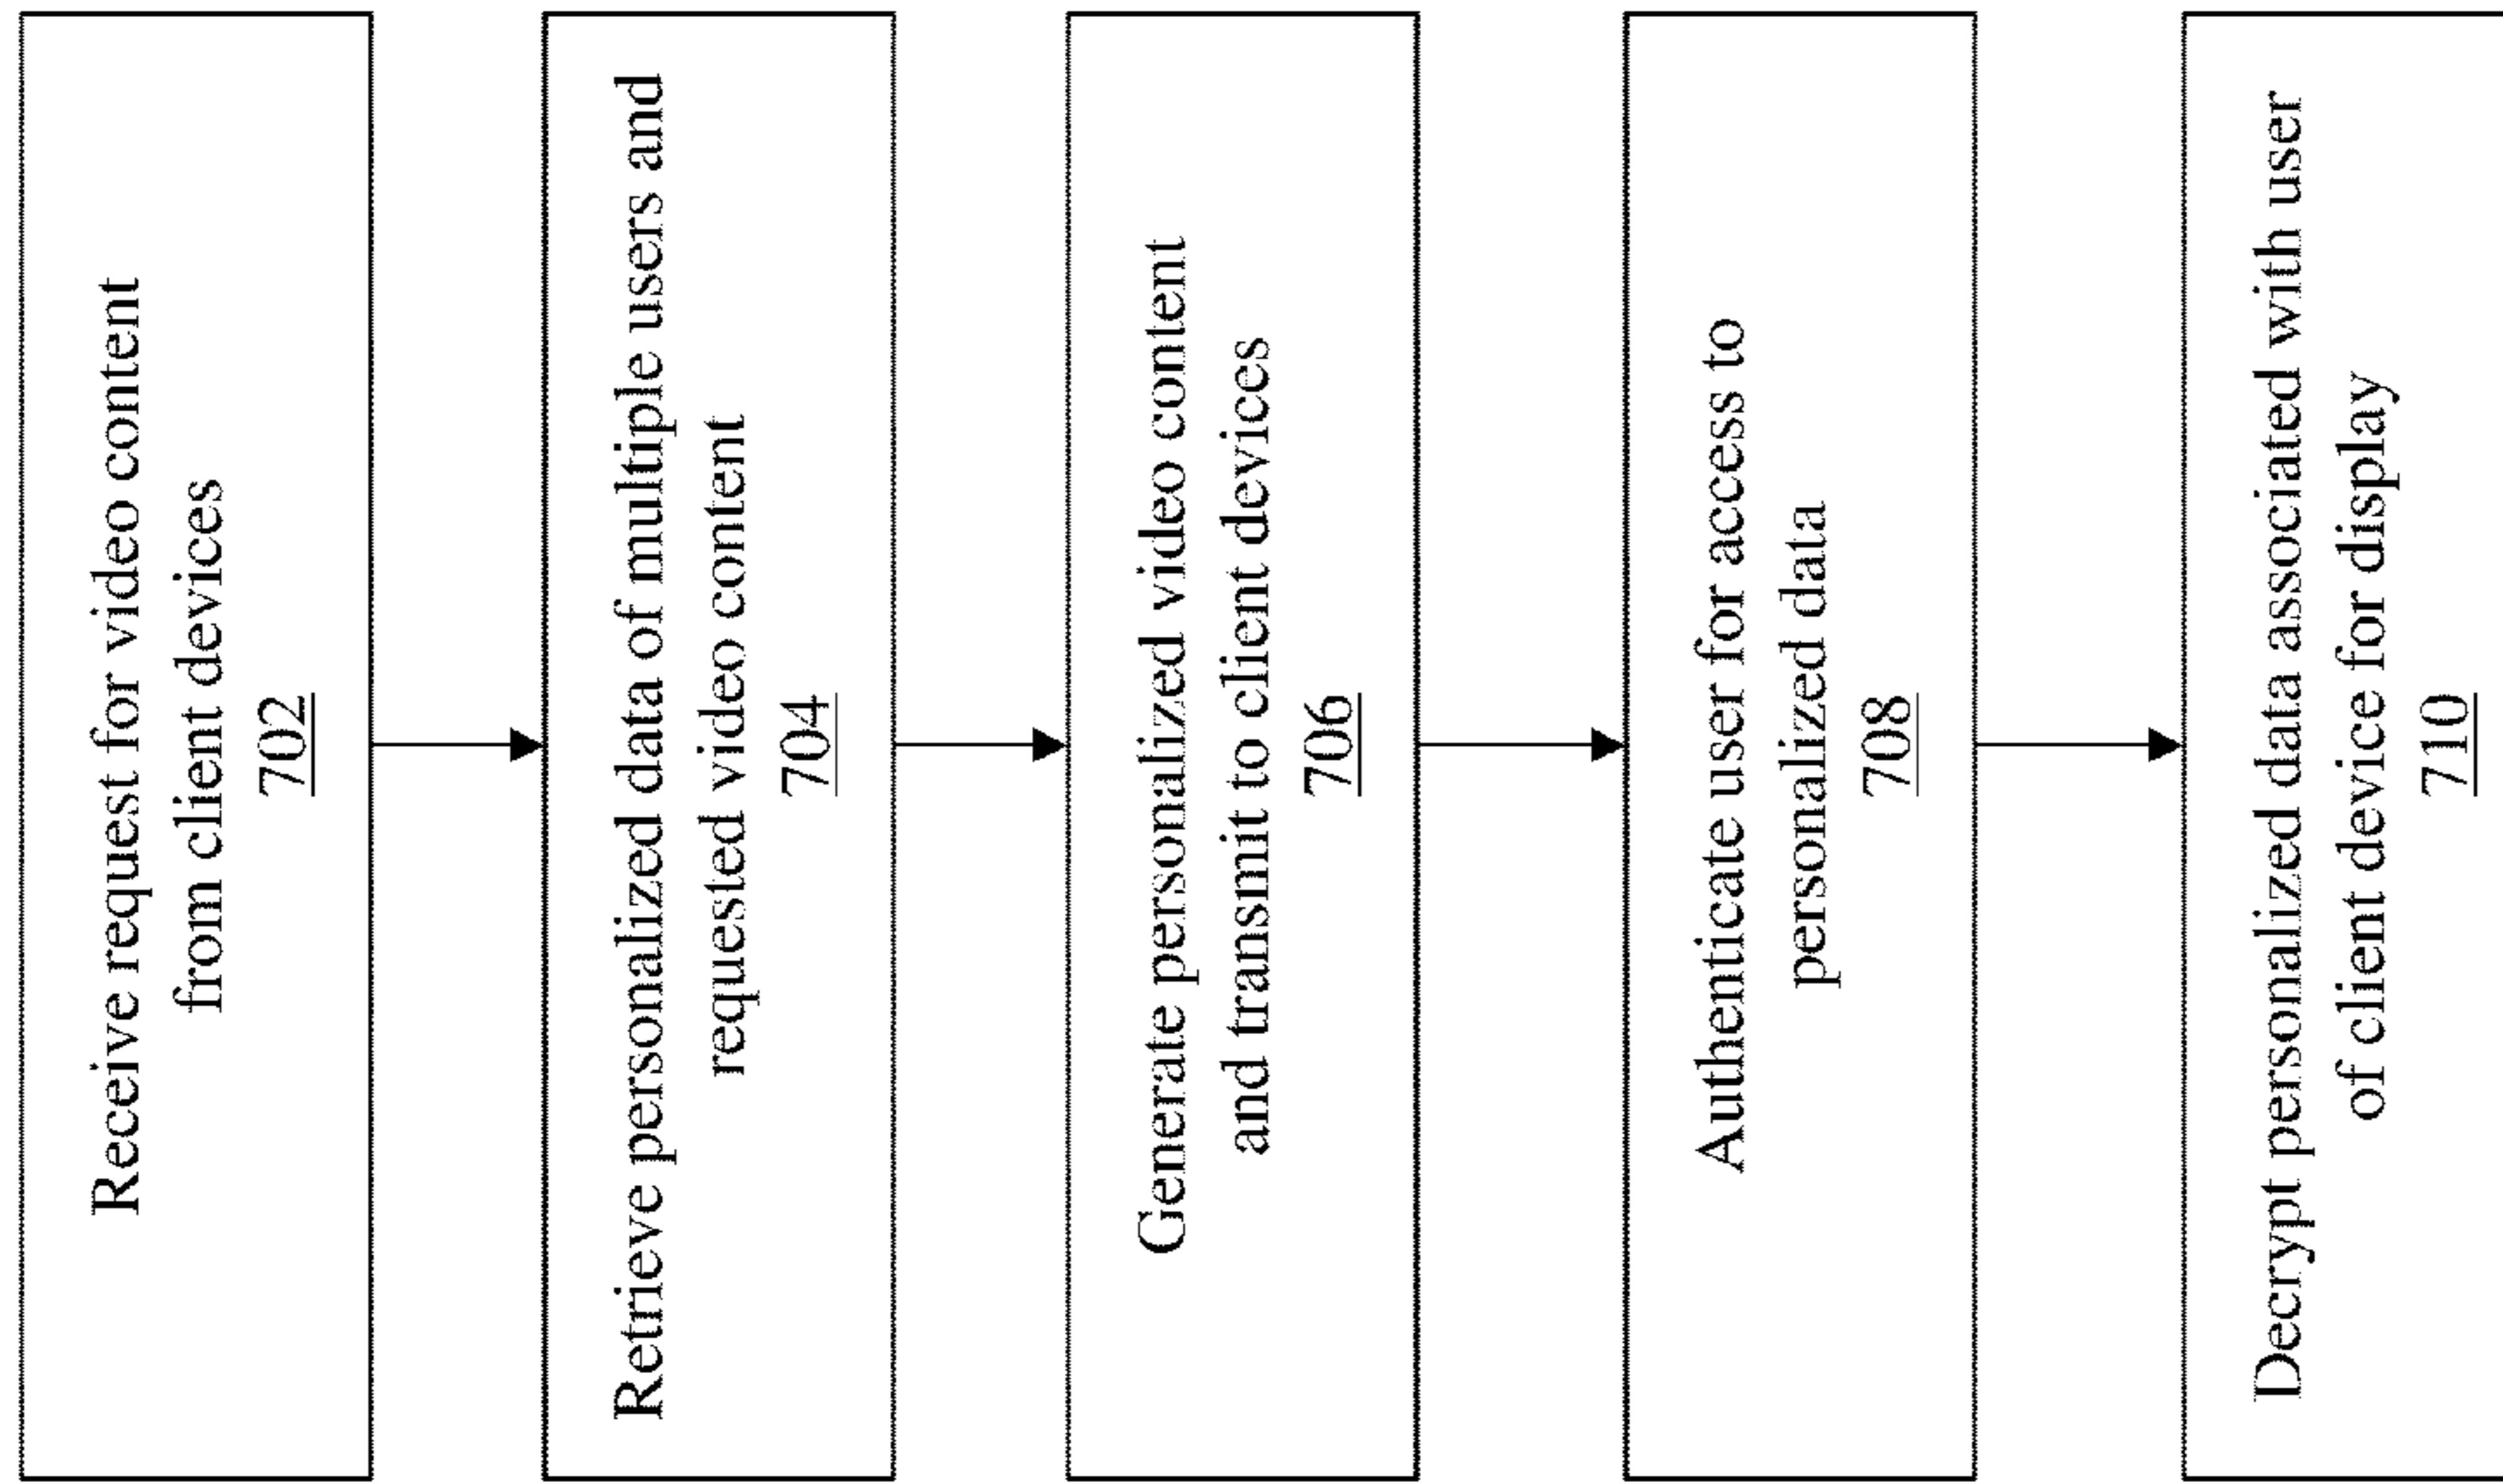 Receive request for video content
from client devices
702
Retrieve personalized data of multiple users and
requested video content
704
Generate personalized video content
and transmit to client devices
706
Authenticate user for access to
personalized data
708
Decrypt personalized data associated with user
of client device for display
710